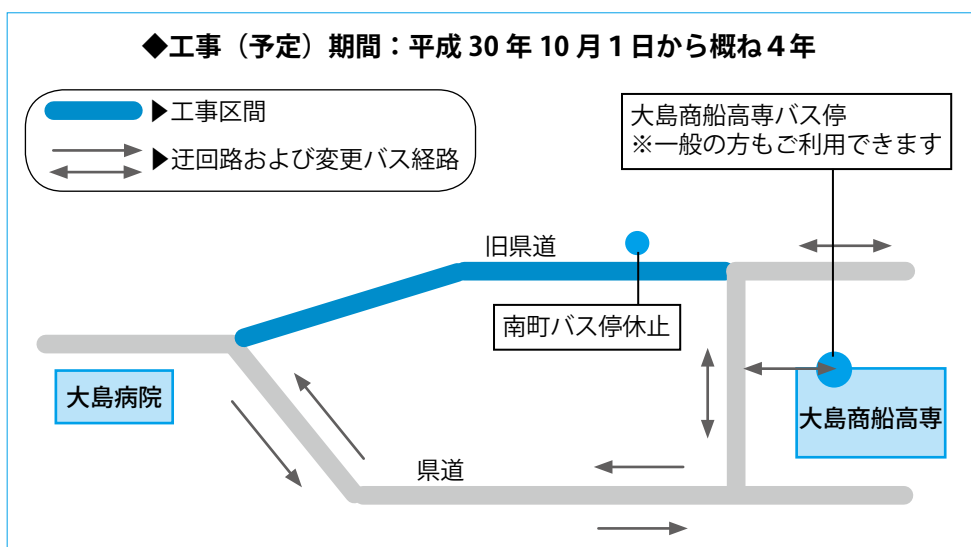 ◆工事（予定）期間：平成 30 年 10 月 1 日から概ね４年
▶工事区間
▶迂回路および変更バス経路
大島商船高専バス停
※一般の方もご利用できます
旧県道
南町バス停休止
大島病院
大島商船高専
県道